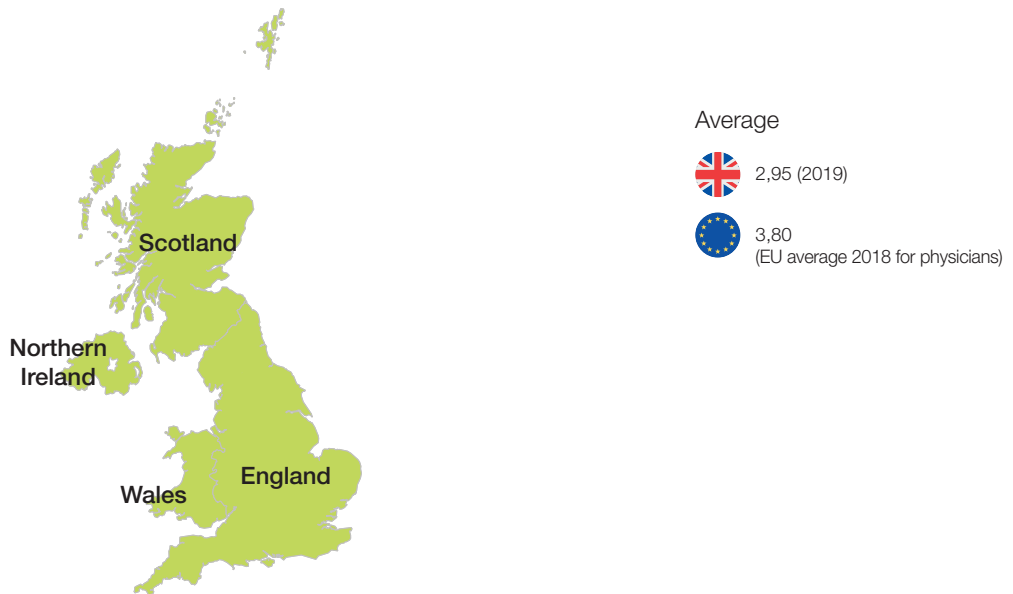 Average
2,95 (2019)
3,80
(EU average 2018 for physicians)
Scotland
Northern
Ireland
Wales
England